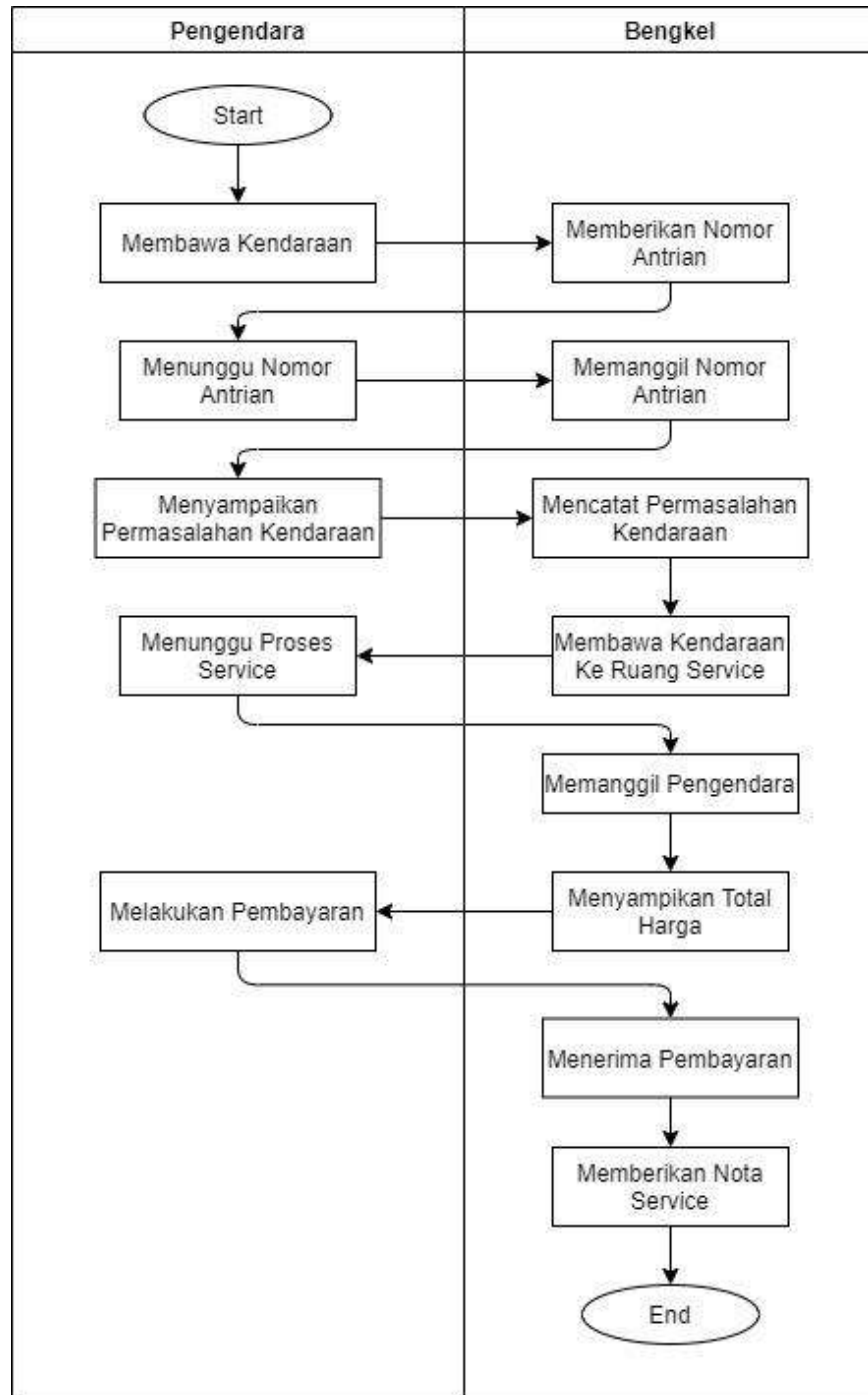 Pengendara
Bengkel
Start
Membawa Kendaraan
Memberikan Nomor
Antrian
Menunggu Nomor
Antrian
Memanggil Nomor
Antrian
Menyampaikan
Permasalahan Kendaraan
Mencatat Permasalahan
Kendaraan
Menunggu Proses
Service
Membawa Kendaraan
Ke Ruang Service
Memanggil Pengendara
Melakukan Pembayaran
Menyampikan Total
Harga
Menerima Pembayaran
Memberikan Nota
Service
End